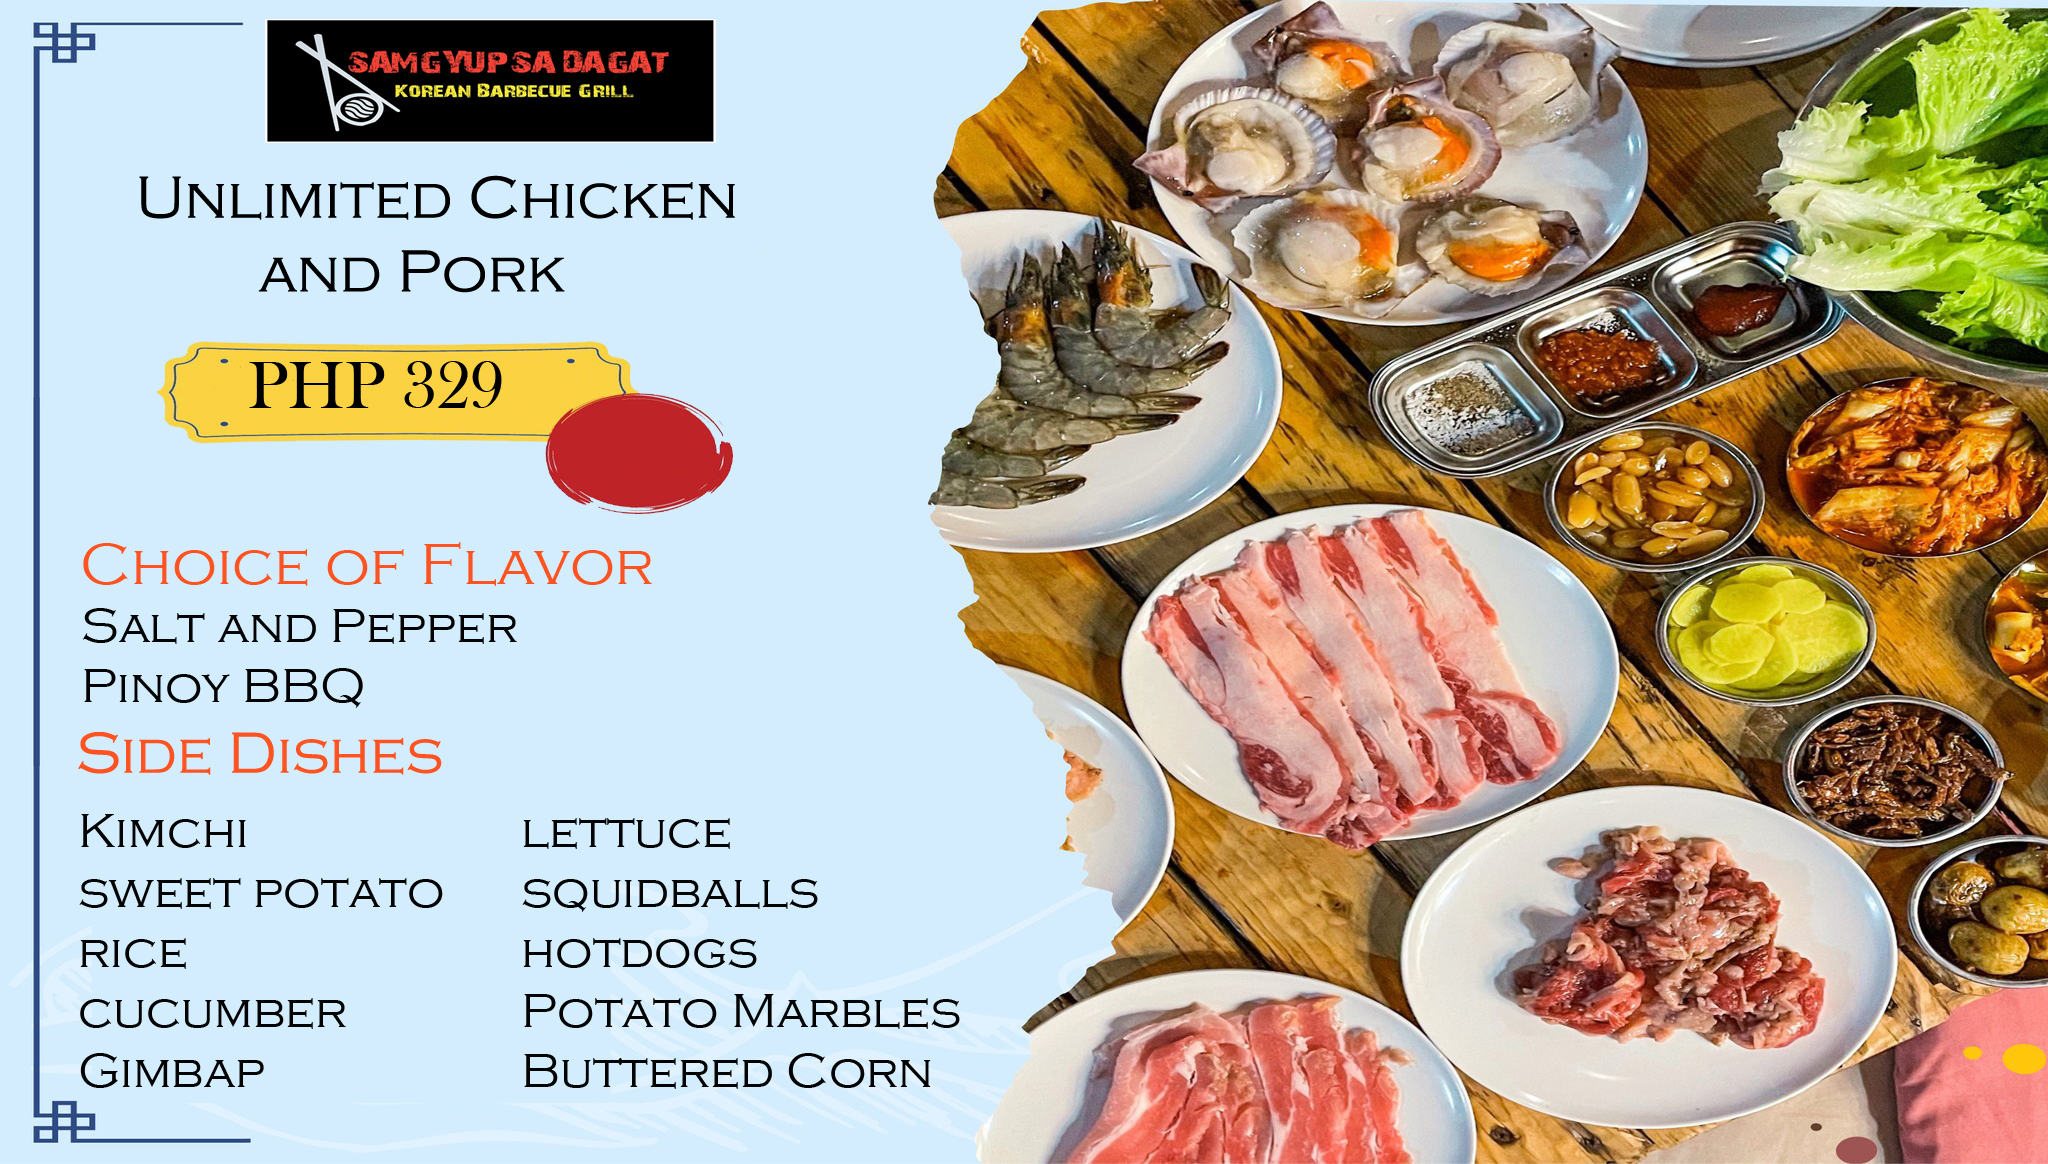 SAMGYUP SA DAGAT
KOREAN BARBECUE GRILL
UNLIMITED CHICKEN
AND PORK
PHP 329
CHOICE OF FLAVOR
SALT AND PEPPER
PINOY BBQ
SIDE DISHES
KIMCHI
SWEET POTATO
RICE
CUCUMBER
GIMBAP
LETTUCE
SQUIDBALLS
HOTDOGS
POTATO MARBLES
BUTTERED CORN